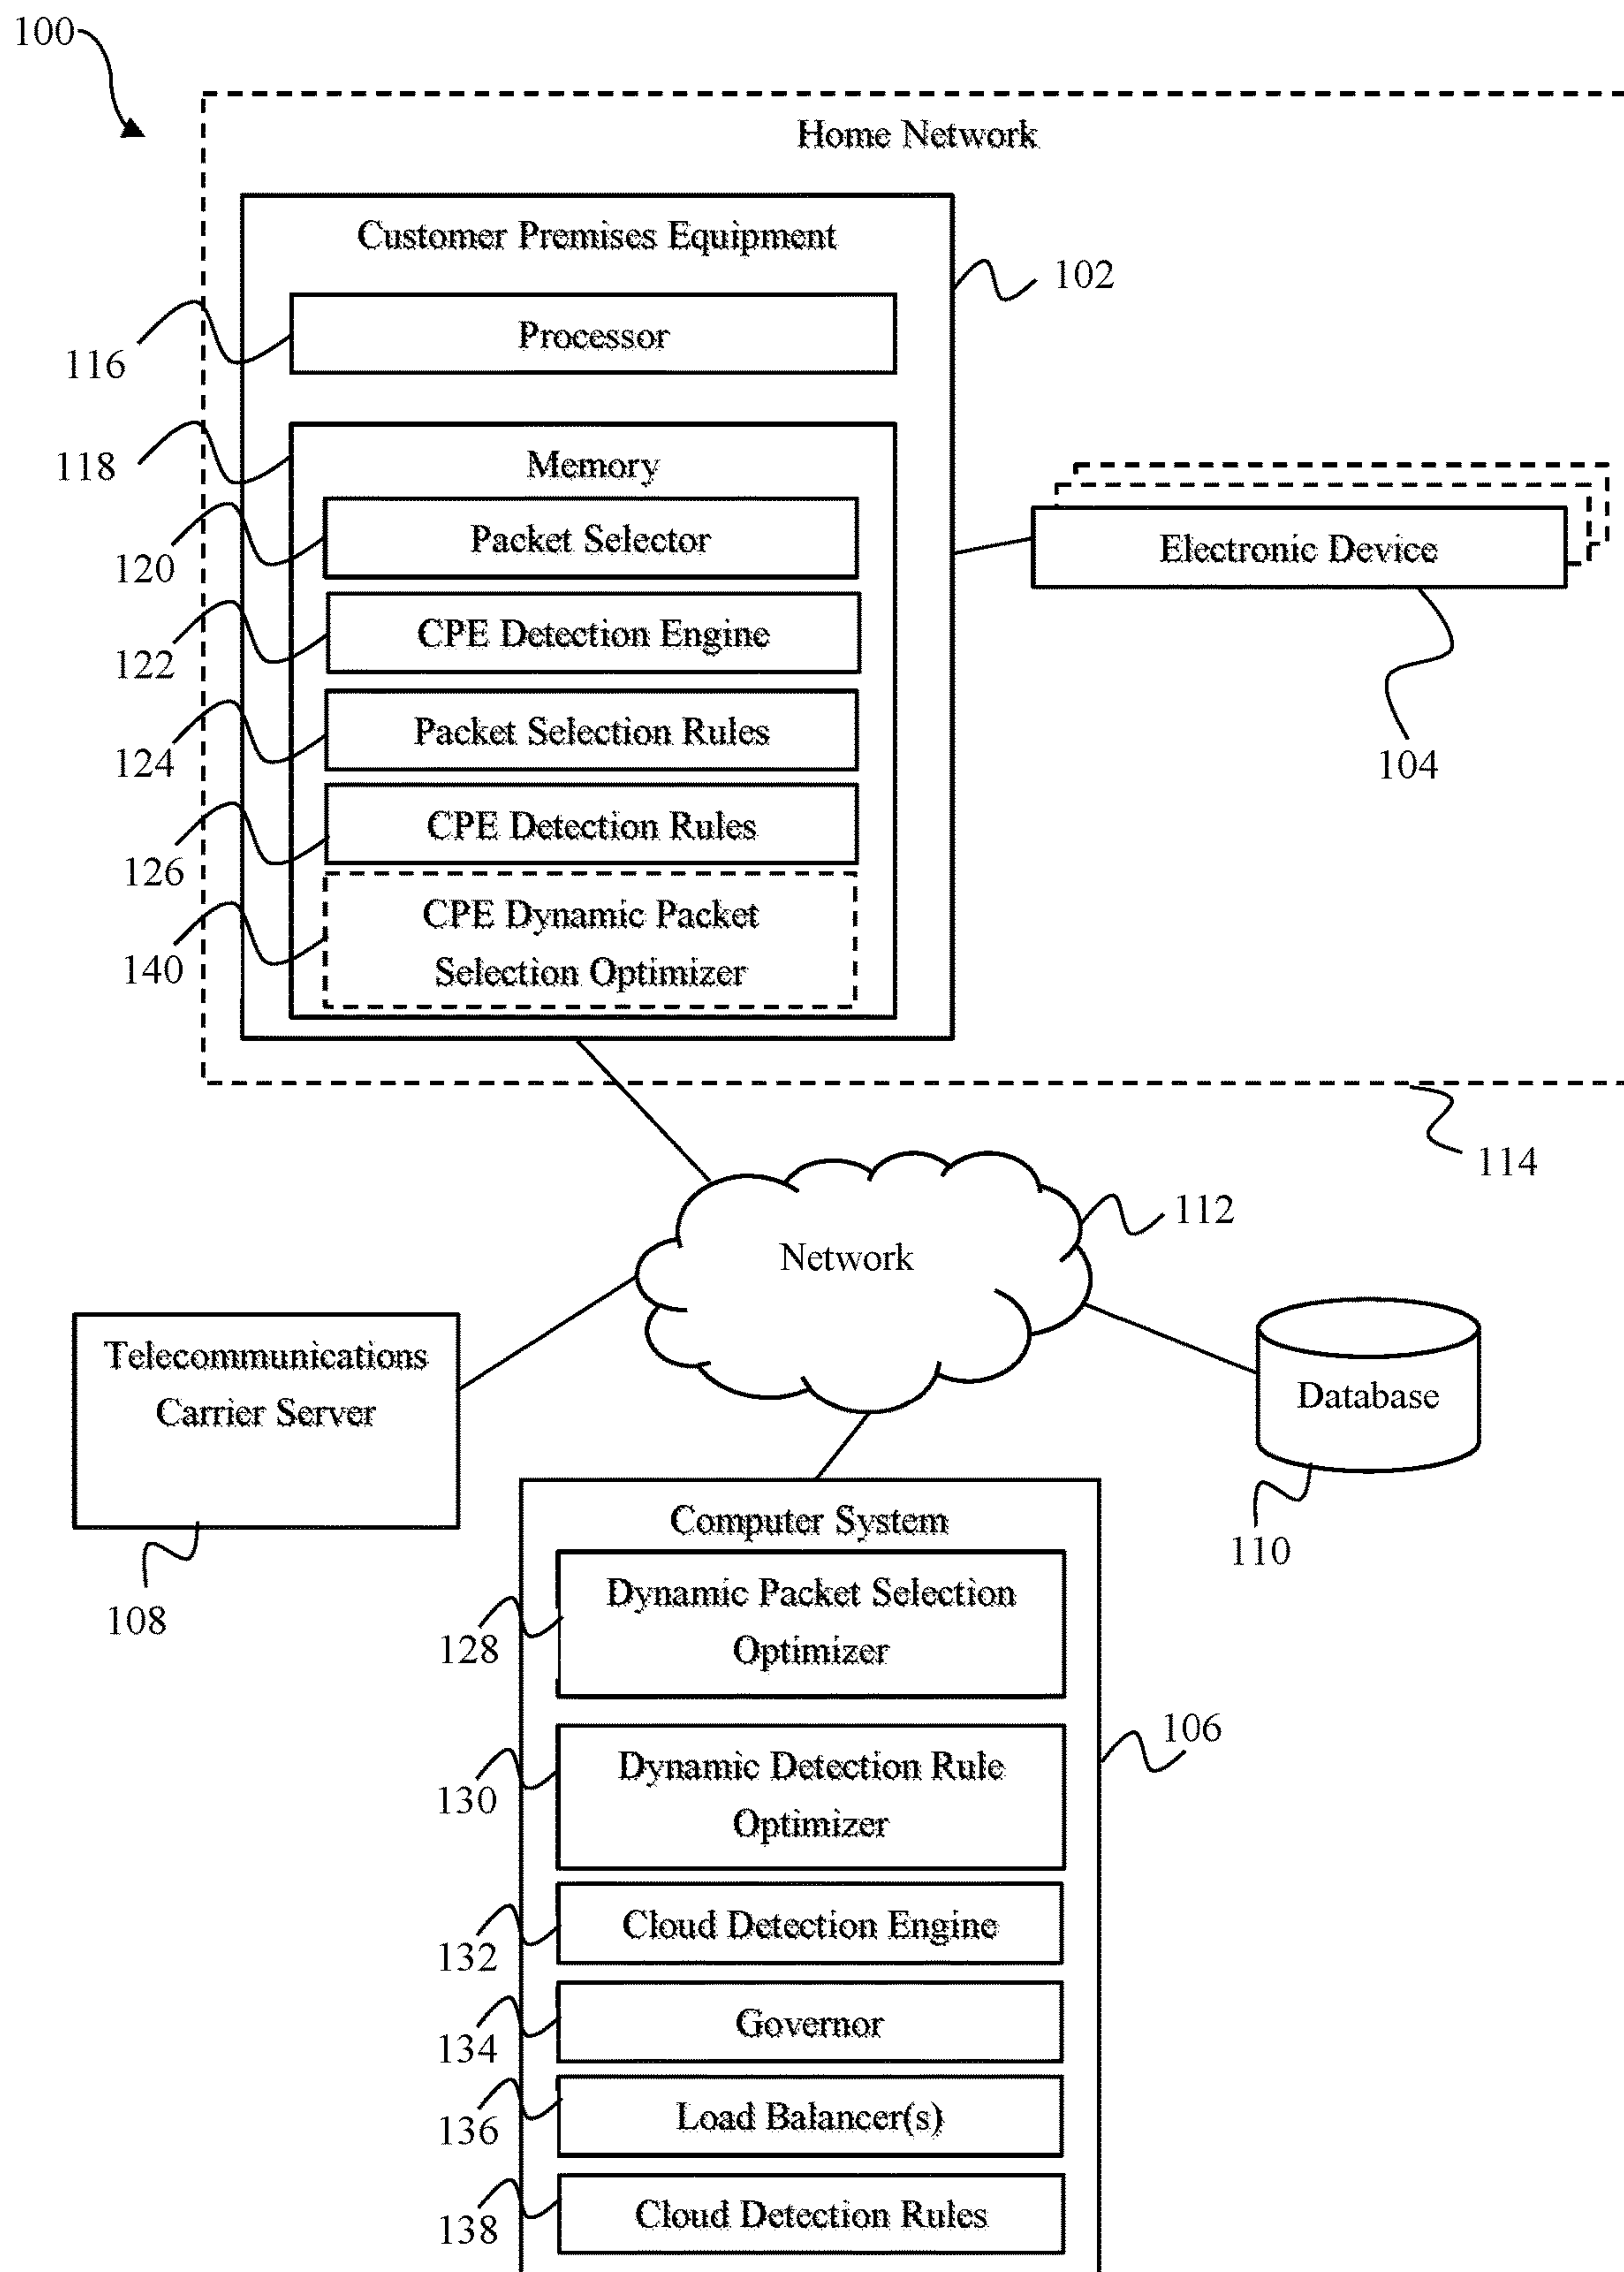 100
Home Network
Customer Premises Equipment
102
Processor
116
Memory
118
Packet Selector
120
Electronic Device
104
CPE Detection Engine
122
Packet Selection Rules
124
CPE Detection Rules
126
CPE Dynamic Packet
Selection Optimizer
140
114
112
Network
Telecommunications
Carrier Server
108
Database
110
Computer System
Dynamic Packet Selection
Optimizer
128
106
Dynamic Detection Rule
Optimizer
130
Cloud Detection Engine
132
Governor
134
Load Balancer(s)
136
Cloud Detection Rules
138